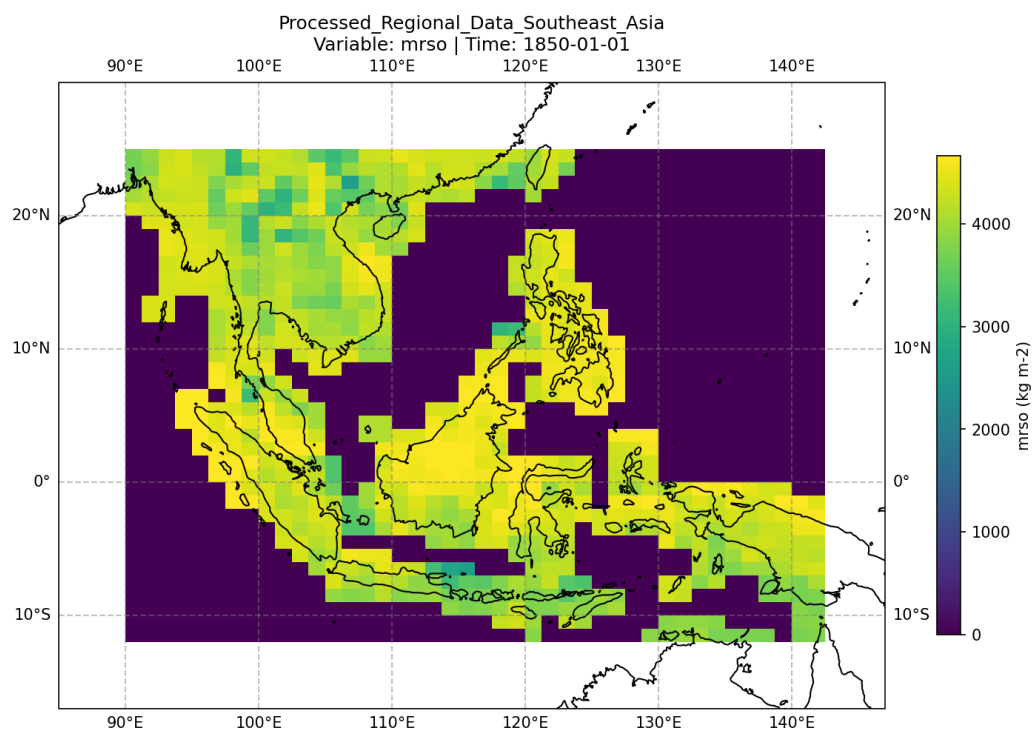 Processed_Regional_Data_Southeast_Asia
Variable: mrso | Time: 1850-01-01
90°E 100°E 110°E 120°E 130°E 140°E
20°N 20°N
10°N 10°N
0° 0°
10°S 10°S
90°E 100°E 110°E 120°E 130°E 140°E
4000
3000
2000
1000
0
mrso (kg m-2)